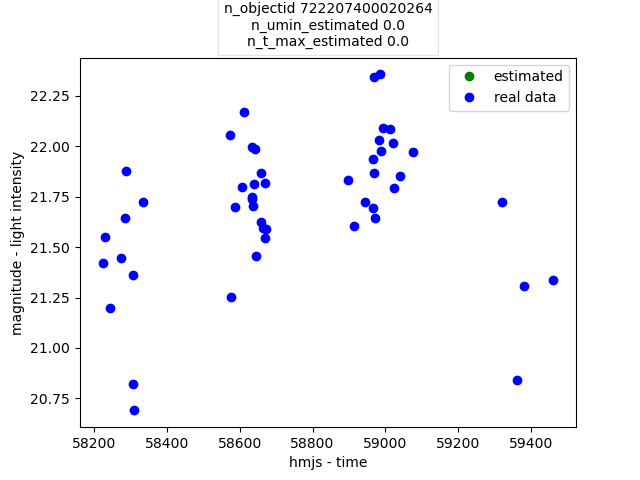 n_objectid 722207400020264
n_umin_estimated 0.0
n_t_max_estimated 0.0
estimated
real data
22.25
22.00
21.75
21.50
21.25
21.00
20.75
magnitude - light intensity
58200 58400 58600 58800 59000 59200 59400
hmjs - time